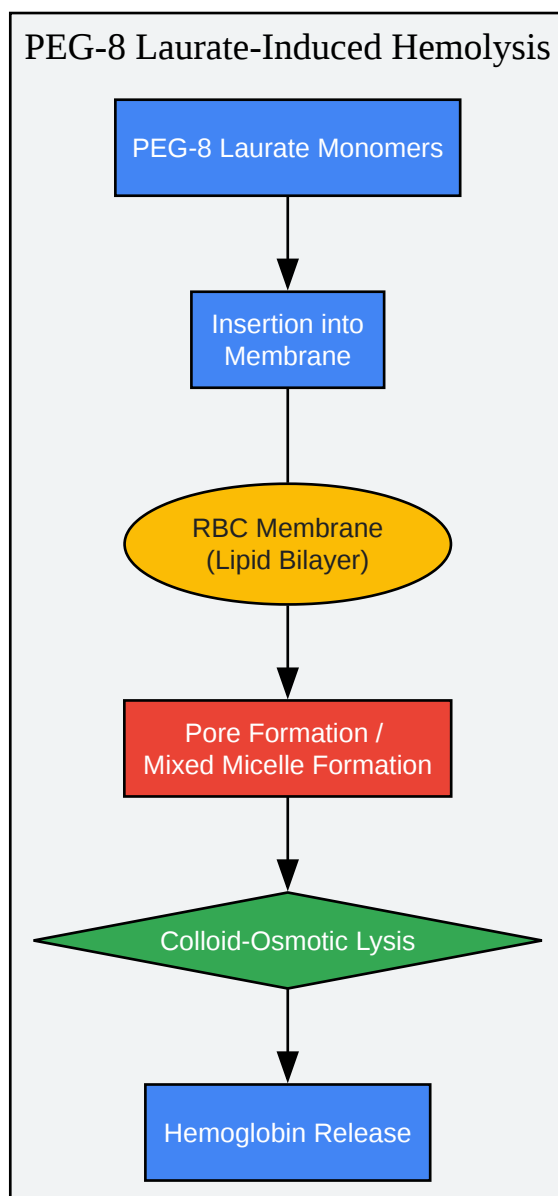 PEG-8 Laurate-Induced Hemolysis
PEG-8 Laurate Monomers
Insertion into
Membrane
RBC Membrane
(Lipid Bilayer)
Pore Formation /
Mixed Micelle Formation
Colloid-Osmotic Lysis
Hemoglobin Release